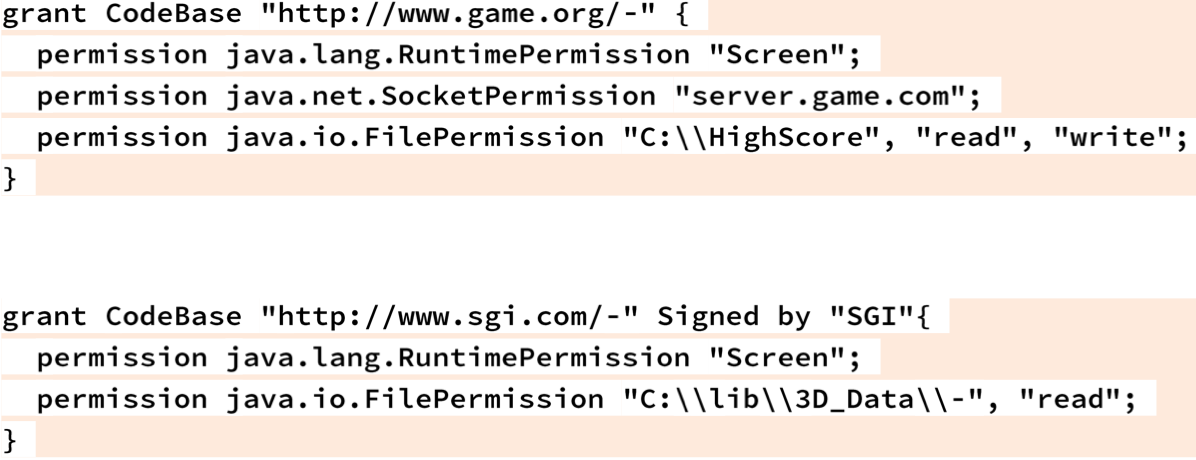 grant CodeBase "http://www.game.org/-" {
  permission java.lang.RuntimePermission "Screen";
  permission java.net.SocketPermission "server.game.com";
  permission java.io.FilePermission "C:\\HighScore", "read", "write";
}
grant CodeBase "http://www.sgi.com/-" Signed by "SGI"{
  permission java.lang.RuntimePermission "Screen";
  permission java.io.FilePermission "C:\\lib\\3D_Data\\-", "read";
}